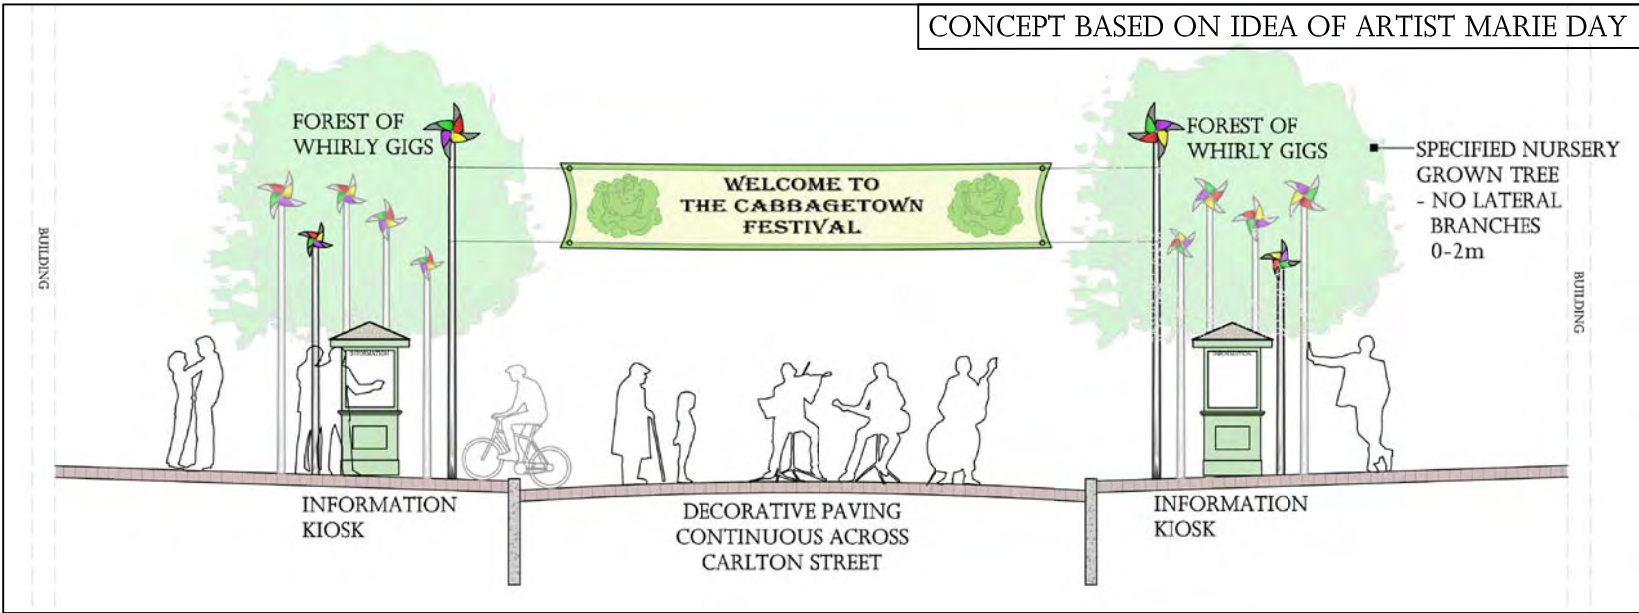 CONCEPT BASED ON IDEA OF ARTIST MARIE DAY
FOREST OF
WHIRLY GIGS
WELCOME TO
THE CABBAGETOWN
FESTIVAL
FOREST OF
WHIRLY GIGS
SPECIFIED NURSERY
GROWN TREE
- NO LATERAL
BRANCHES
0-2m
BUILDING
BUILDING
INFORMATION
INFORMATION
INFORMATION
KIOSK
DECORATIVE PAVING
CONTINUOUS ACROSS
CARLTON STREET
INFORMATION
KIOSK